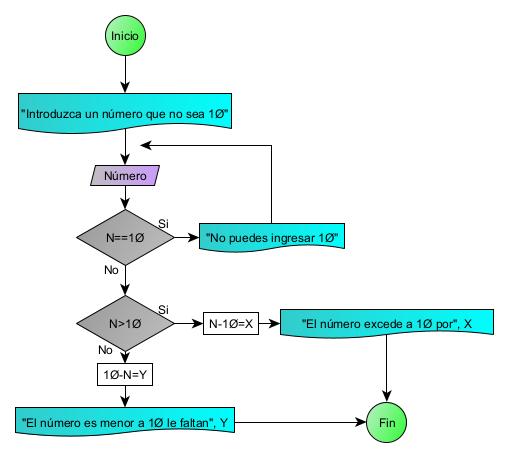 Inicio
"Introduzca un número que no sea 1Ø"
Número
N==1Ø
Si
"No puedes ingresar 1Ø"
No
N>1Ø
Si
N-1Ø=X
"El número excede a 1Ø por", X
No
1Ø-N=Y
"El número es menor a 1Ø le faltan", Y
Fin